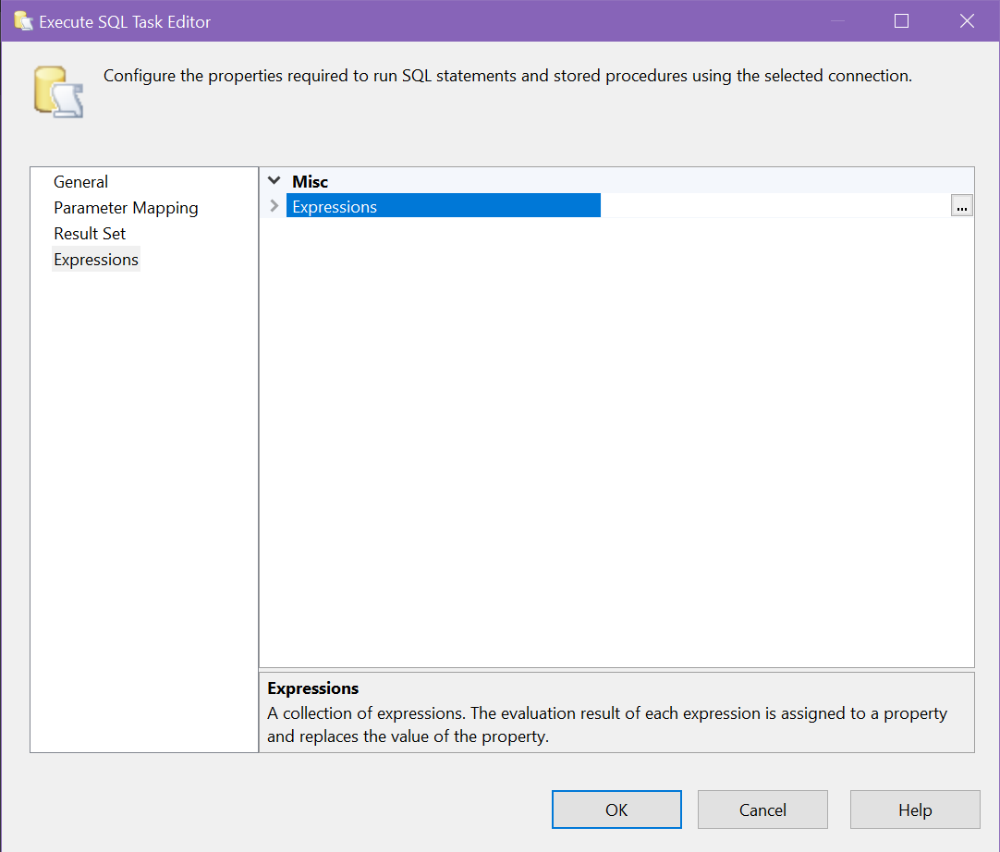 Execute SQL Task Editor
Configure the properties required to run SQL statements and stored procedures using the selected connection.
General
Parameter Mapping
Result Set
Expressions
Misc
Expressions
...
Expressions
A collection of expressions. The evaluation result of each expression is assigned to a property
and replaces the value of the property.
OK
Cancel
Help